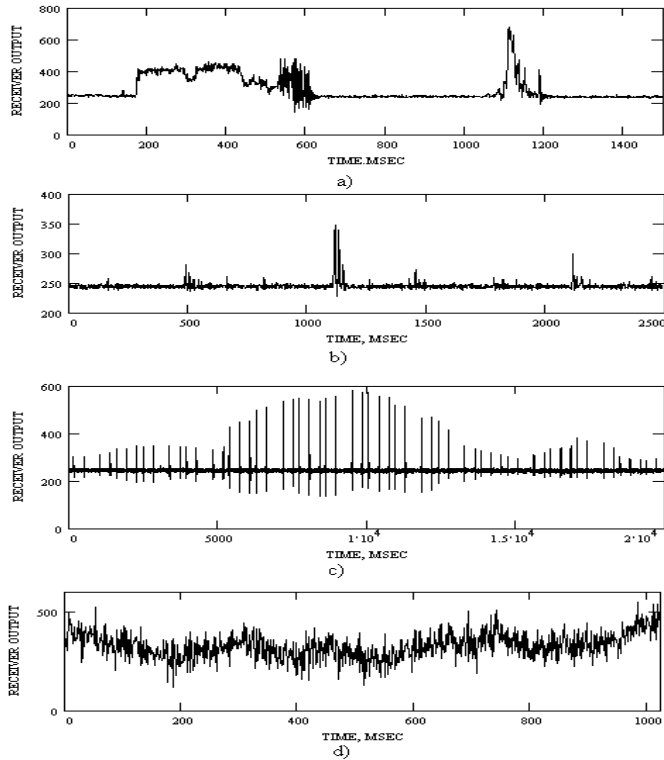 RECEIVER OUTPUT
800
600
400
200
0
0 200 400 600 800 1000 1200 1400
TIME.MSEC
a)
RECEIVER OUTPUT
400
350
300
250
200
0 500 1000 1500 2000 2500
TIME, MSEC
b)
RECEIVER OUTPUT
600
400
200
0
0 5000 1·10⁴ 1.5·10⁴ 2·10⁴
TIME, MSEC
c)
RECEIVER OUTPUT
500
0
0 200 400 600 800 1000
TIME, MSEC
d)